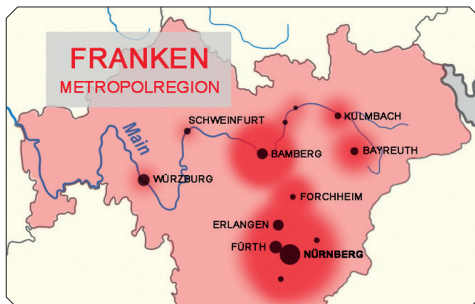 FRANKEN
METROPOLREGION
Main
SCHWEINFURT
KULMBACH
BAMBERG
BAYREUTH
WÜRZBURG
FORCHHEIM
ERLANGEN
FÜRTH
NÜRNBERG